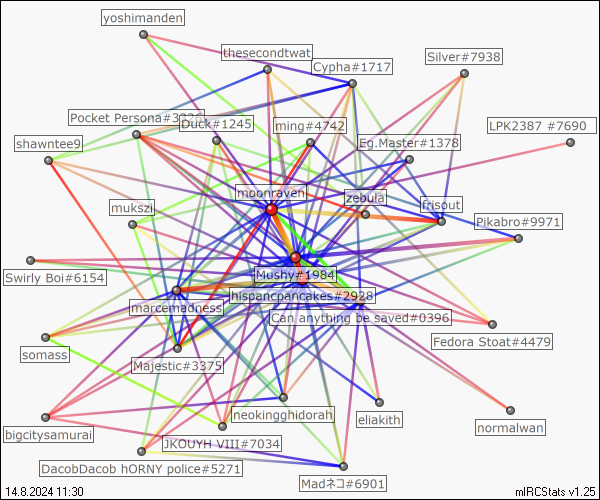 yoshimanden
thesecondtwat
Silver#7938
Cypha#1717
Pocket Persona#3326
Duck#1245
ming#4742
LPK2387 #7690
shawntee9
Eg.Master#1378
moonraven
zebula
frisout
mukszi
Pikabro#9971
Swirly Boi#6154
Mushy#1984
hispancpancakes#2928
marcemadness
Can anything be saved#0396
Fedora Stoat#4479
somass
Majestic#3375
neokingghidorah
eliakith
normalwan
bigcitysamurai
JKOUYH VIII#7034
DacobDacob hORNY police#5271
Madネコ#6901
14.8.2024 11:30
mIRCStats v1.25